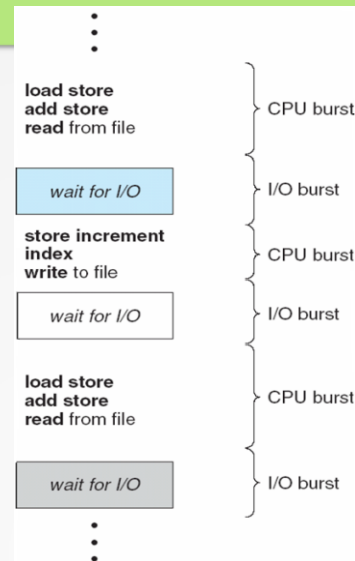 load store
add store
read from file
CPU burst
wait for I/O
I/O burst
store increment
index
write to file
CPU burst
wait for I/O
I/O burst
load store
add store
read from file
CPU burst
wait for I/O
I/O burst